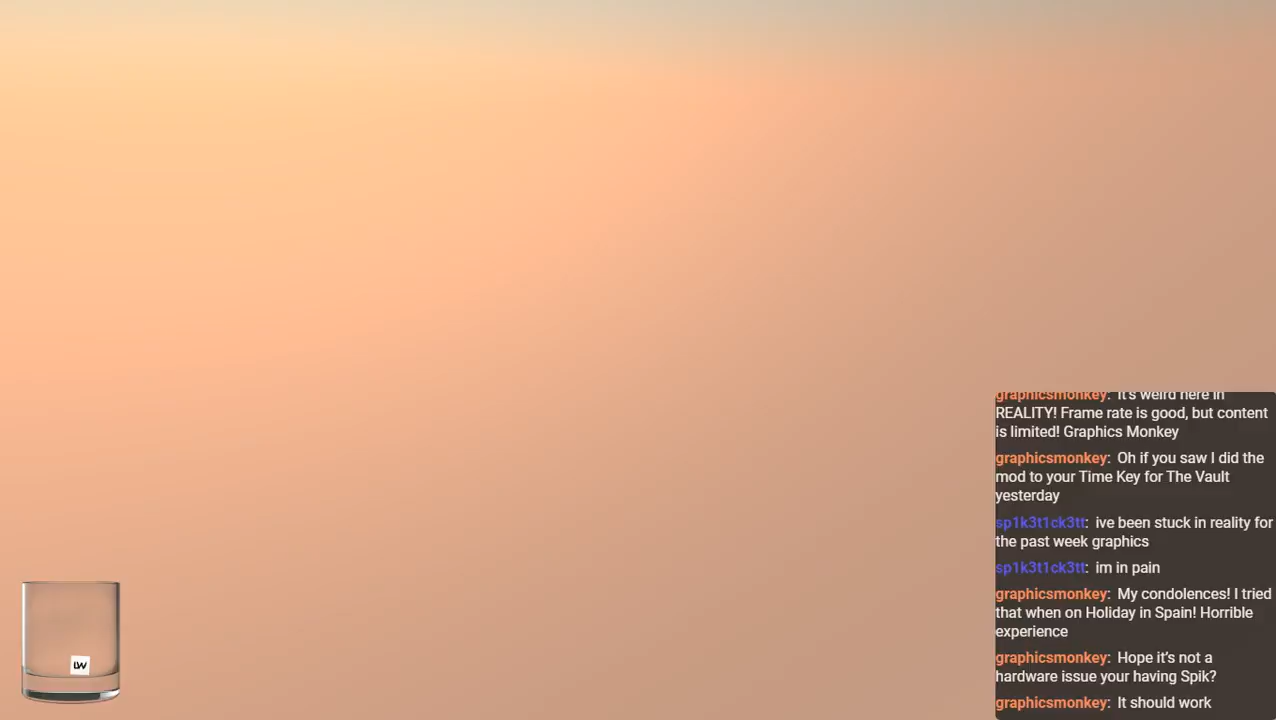 graphicsmonkey: It's weird here in
REALITY! Frame rate is good, but content
is limited! Graphics Monkey
graphicsmonkey: Oh if you saw I did the
mod to your Time Key for The Vault
yesterday
sp1k3t1ck3tt: ive been stuck in reality for
the past week graphics
sp1k3t1ck3tt: im in pain
graphicsmonkey: My condolences! I tried
that when on Holiday in Spain! Horrible
experience
graphicsmonkey: Hope it's not a
hardware issue your having Spik?
graphicsmonkey: It should work
LW